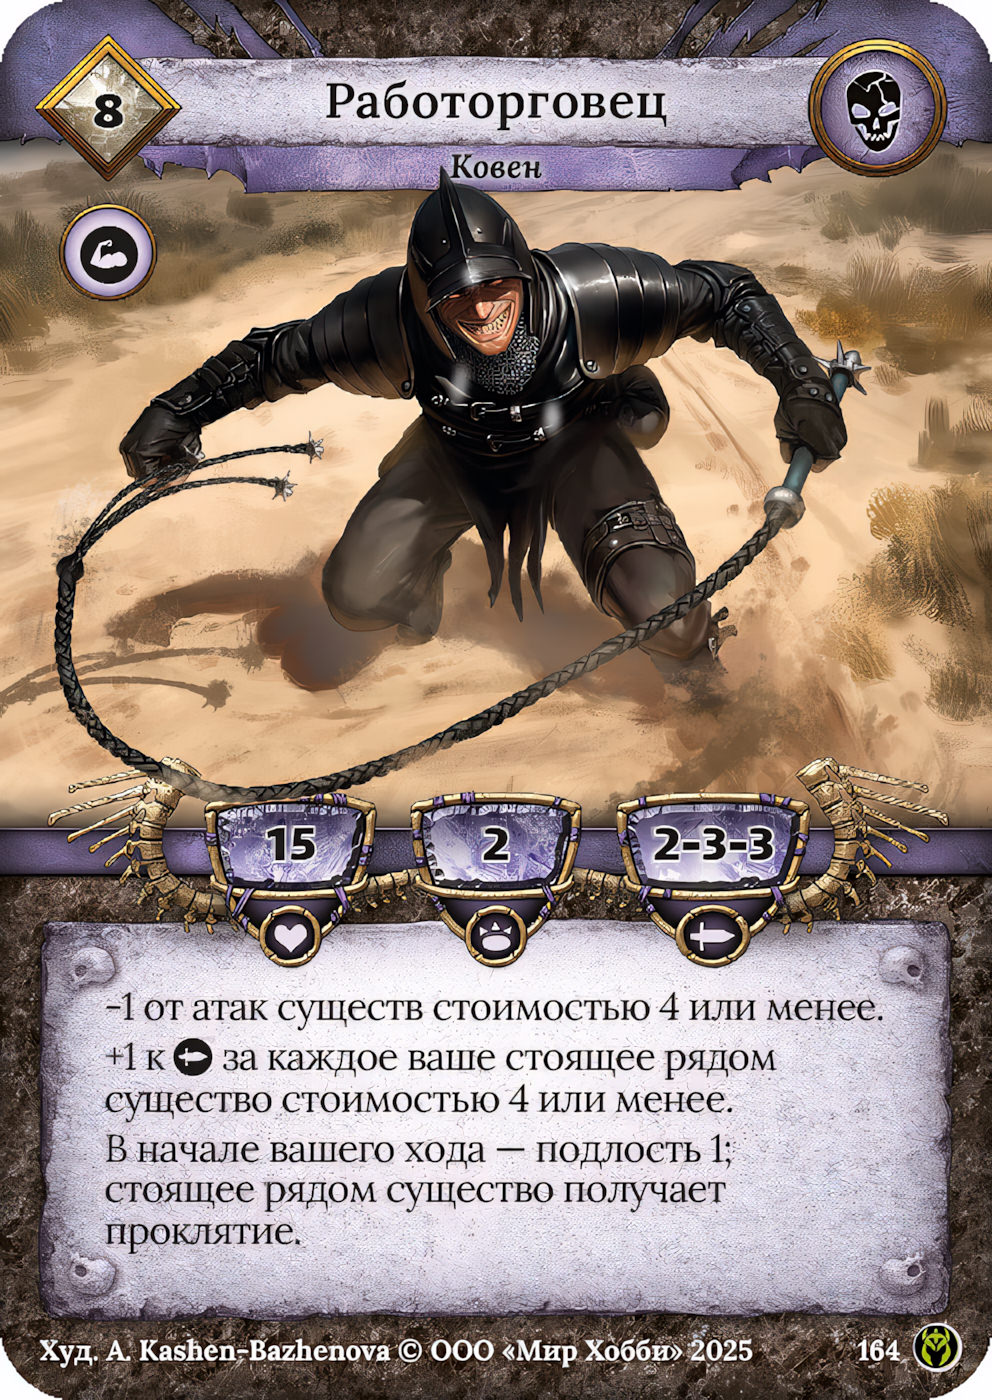 8
Работорговец
Ковен
15
2
2-3-3
-1 от атак существ стоимостью 4 или менее.
+1 к за каждое ваше стоящее рядом
существо стоимостью 4 или менее.
В начале вашего хода — подлость 1;
стоящее рядом существо получает
проклятие.
Худ. А. Kashen-Bazhenova © ООО «Мир Хобби» 2025
164